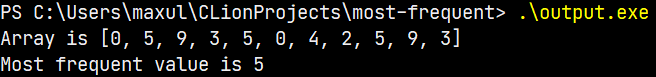 PS C:\Users\maxul\CLionProjects\most-frequent> .\output.exe
Array is [0, 5, 9, 3, 5, 0, 4, 2, 5, 9, 3]
Most frequent value is 5